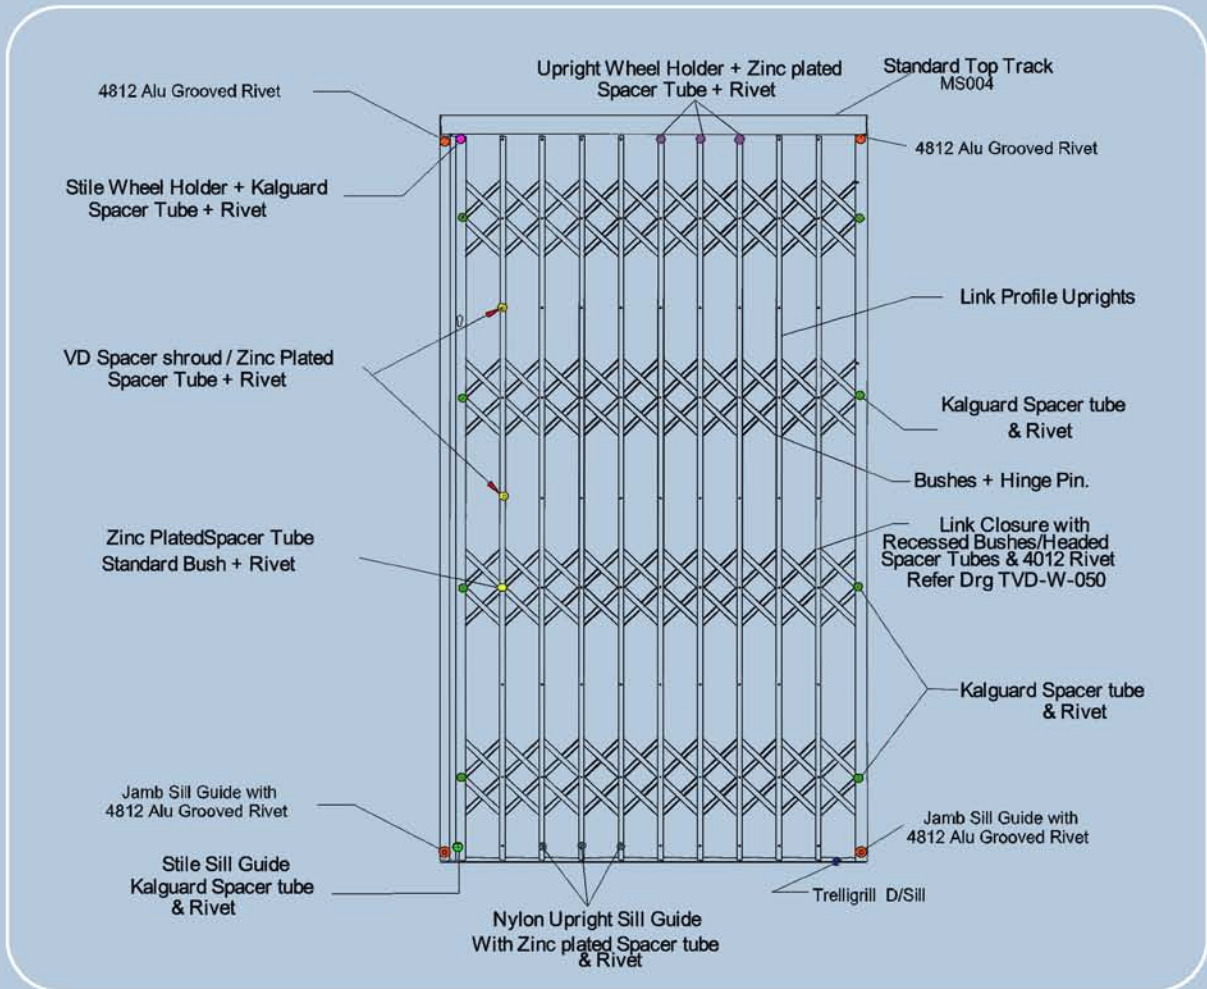 Upright Wheel Holder + Zinc plated
Spacer Tube + Rivet
Standard Top Track
MS004
4812 Alu Grooved Rivet
4812 Alu Grooved Rivet
Stile Wheel Holder + Kalguard
Spacer Tube + Rivet
Link Profile Uprights
VD Spacer shroud / Zinc Plated
Spacer Tube + Rivet
Kalguard Spacer tube
& Rivet
Bushes + Hinge Pin.
Zinc PlatedSpacer Tube
Standard Bush + Rivet
Link Closure with
Recessed Bushes/Headed
Spacer Tubes & 4012 Rivet
Refer Drg TVD-W-050
Kalguard Spacer tube
& Rivet
Jamb Sill Guide with
4812 Alu Grooved Rivet
Jamb Sill Guide with
4812 Alu Grooved Rivet
Stile Sill Guide
Kalguard Spacer tube
& Rivet
Trelligrill D/Sill
Nylon Upright Sill Guide
With Zinc plated Spacer tube
& Rivet